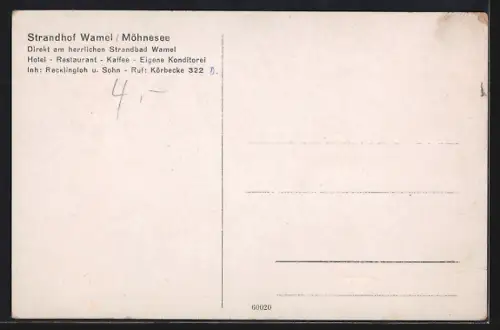 Strandhof Wamel / Möhnesee
Direkt am herrlichen Strandbad Wamel
Hotel - Restaurant - Kaffee - Eigene Konditorei
Inh: Recklingloh u. Sohn - Ruf: Körbecke 322 B.
4,-
60020